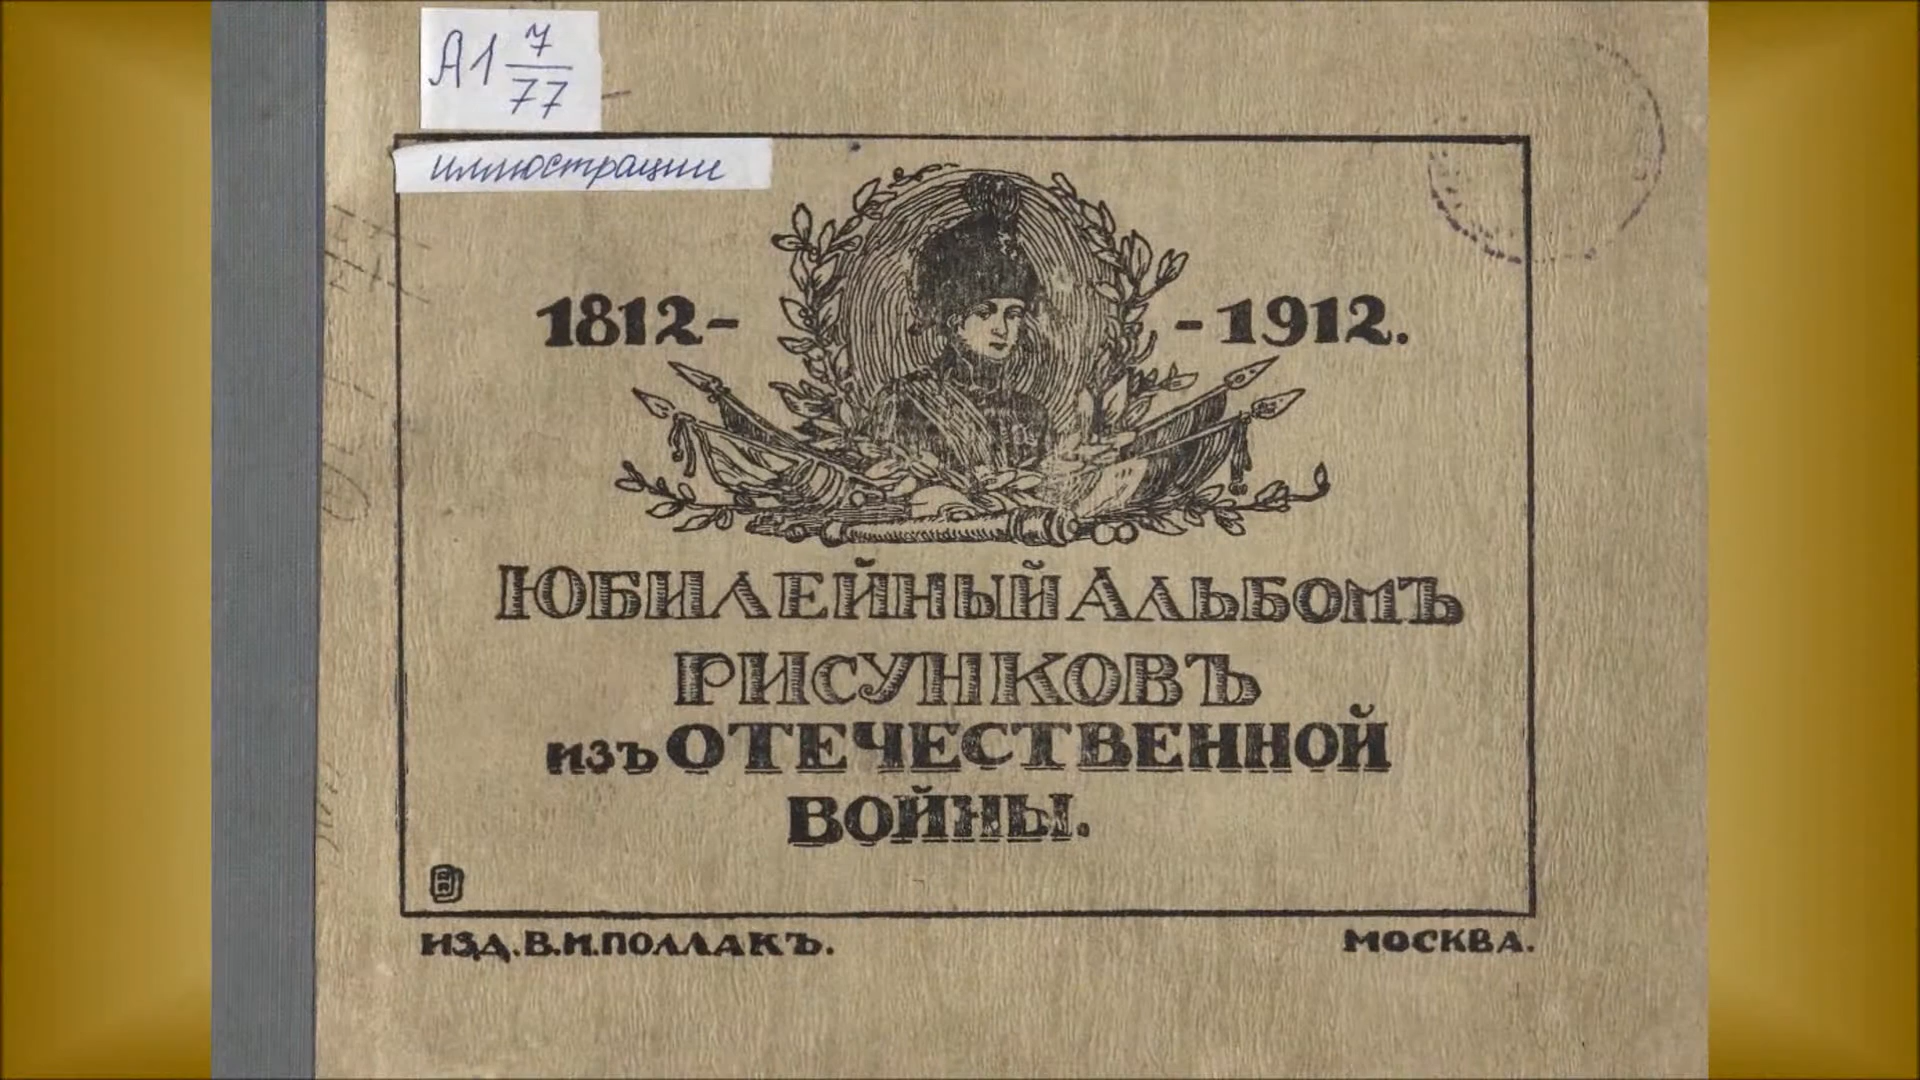 А1 7/77
иллюстрации
1812- -1912.
ЮБИЛЕЙНЫЙ АЛЬБОМЪ
РИСУНКОВЪ
изъ ОТЕЧЕСТВЕННОЙ
ВОЙНЫ.
ИЗД. В.И.ПОЛЛАКЪ. МОСКВА.